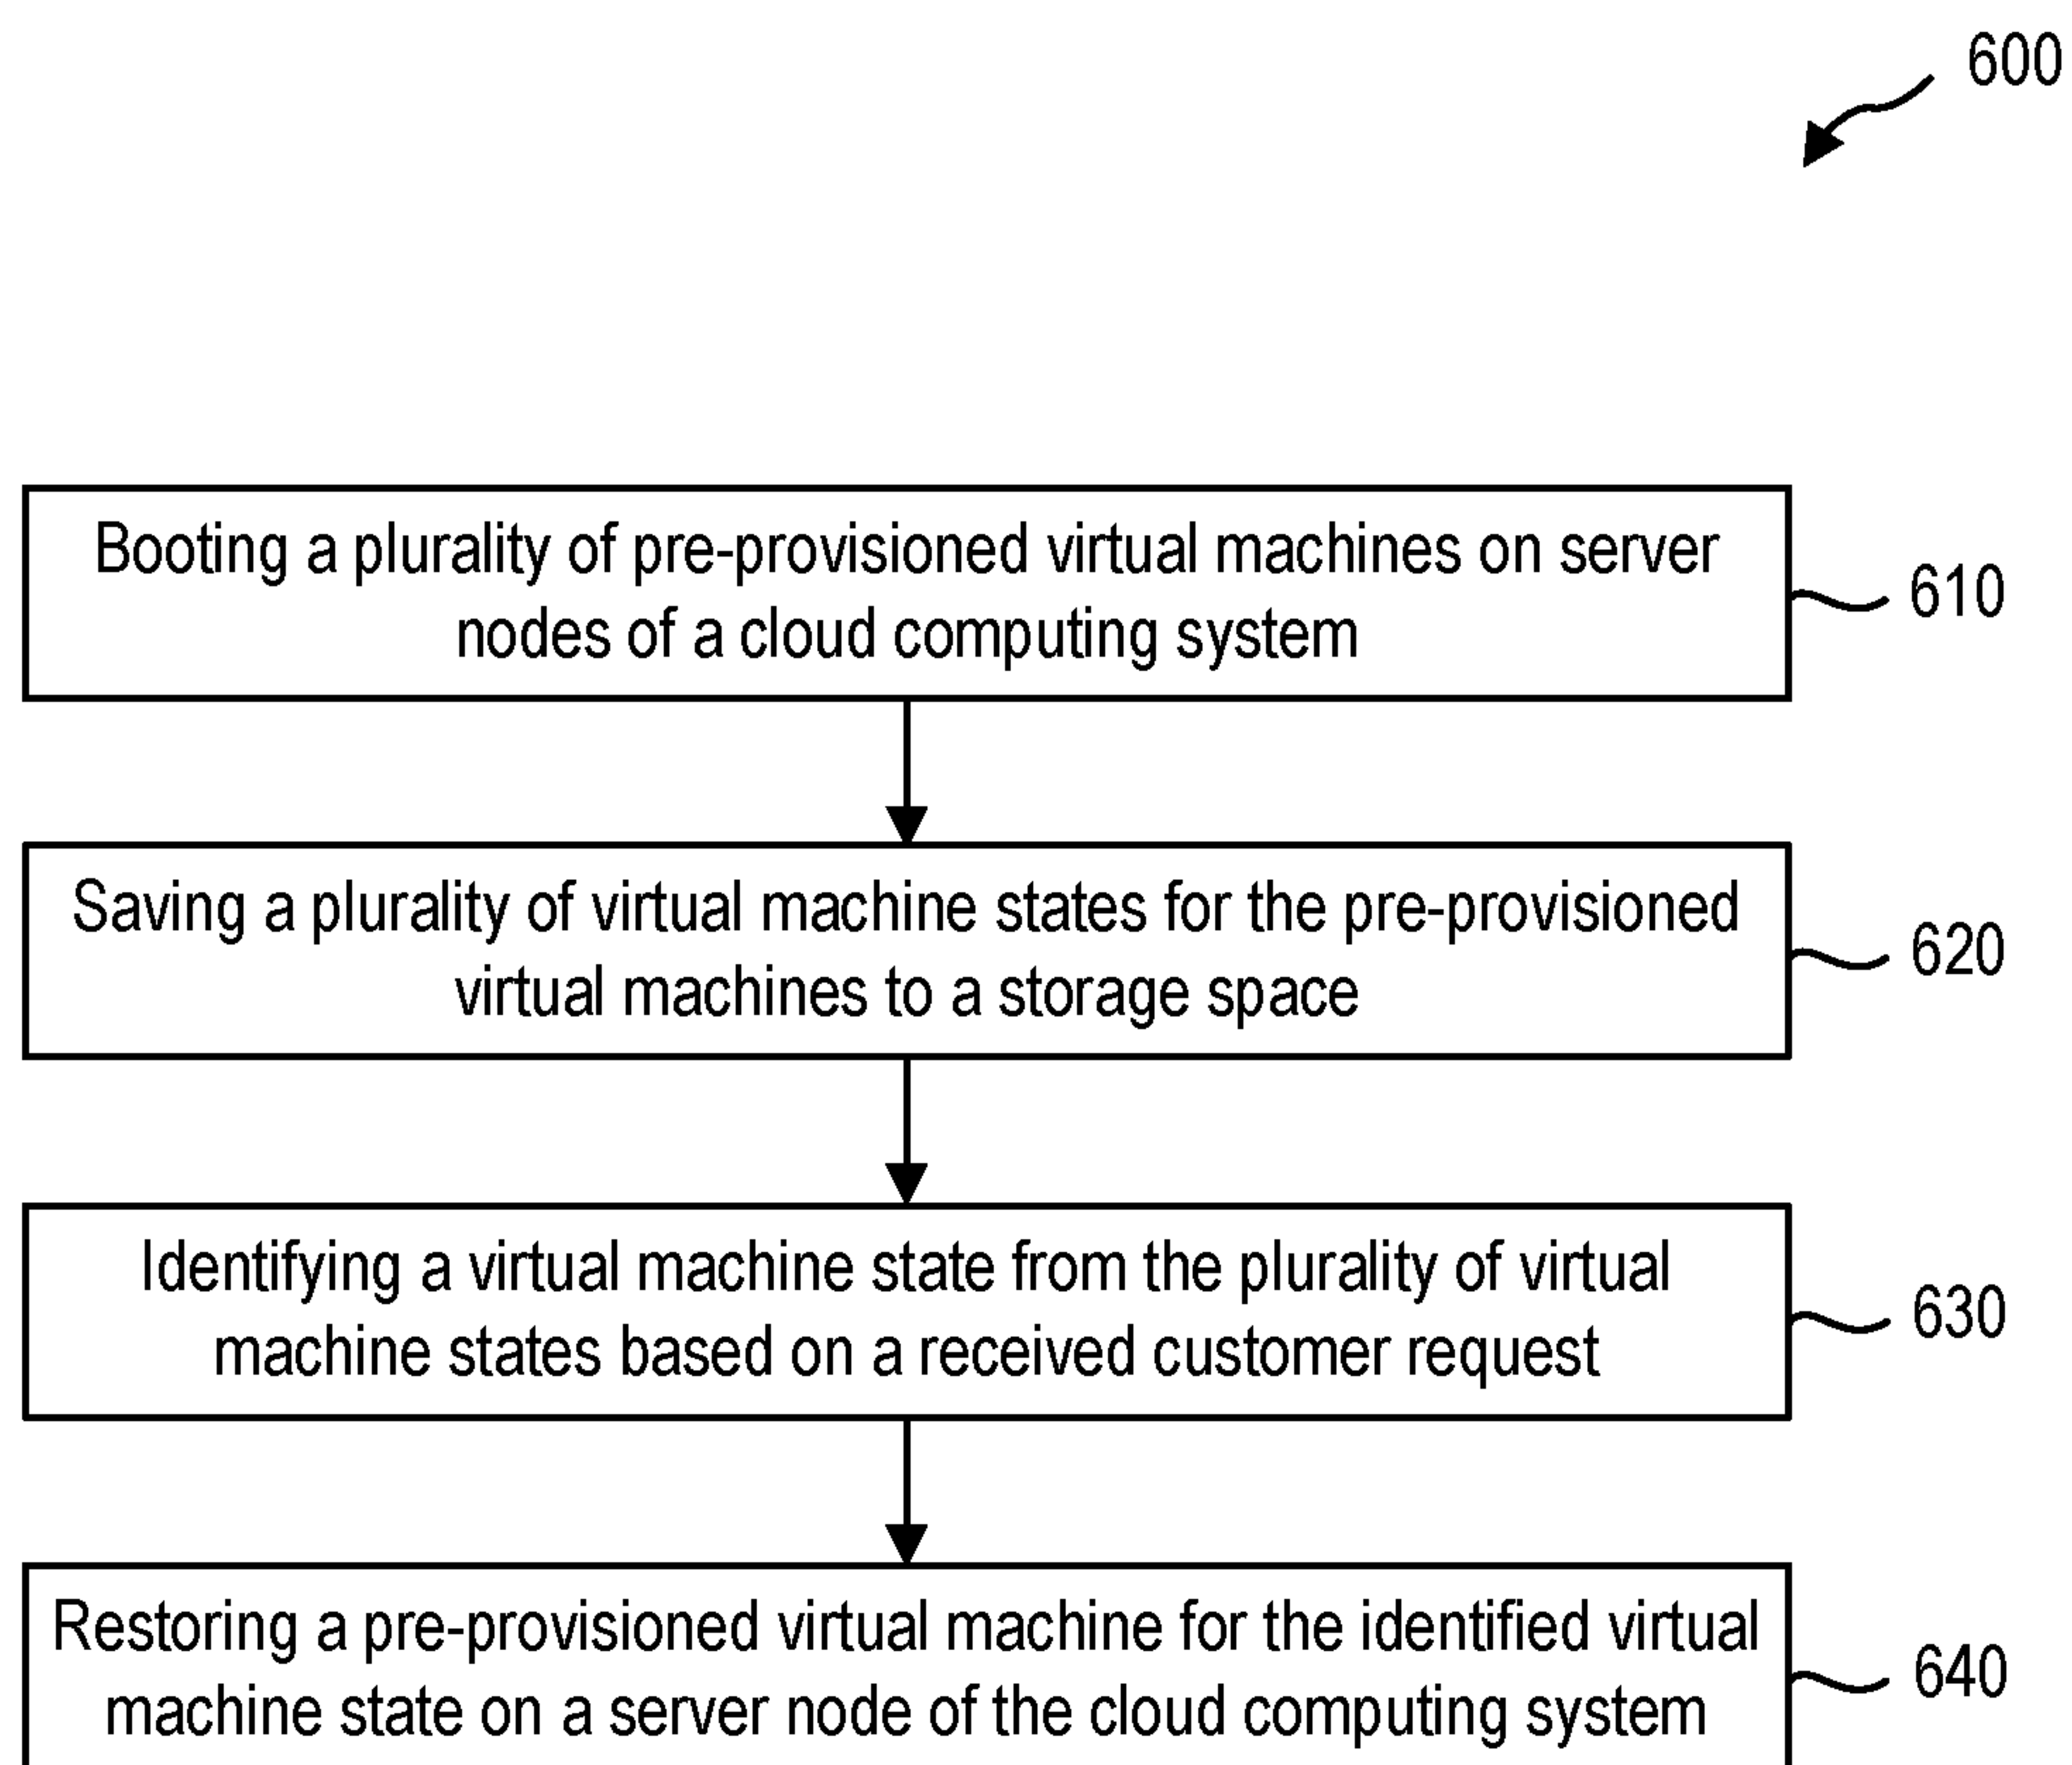 600
Booting a plurality of pre-provisioned virtual machines on server
nodes of a cloud computing system
610
Saving a plurality of virtual machine states for the pre-provisioned
virtual machines to a storage space
620
Identifying a virtual machine state from the plurality of virtual
machine states based on a received customer request
630
Restoring a pre-provisioned virtual machine for the identified virtual
machine state on a server node of the cloud computing system
640